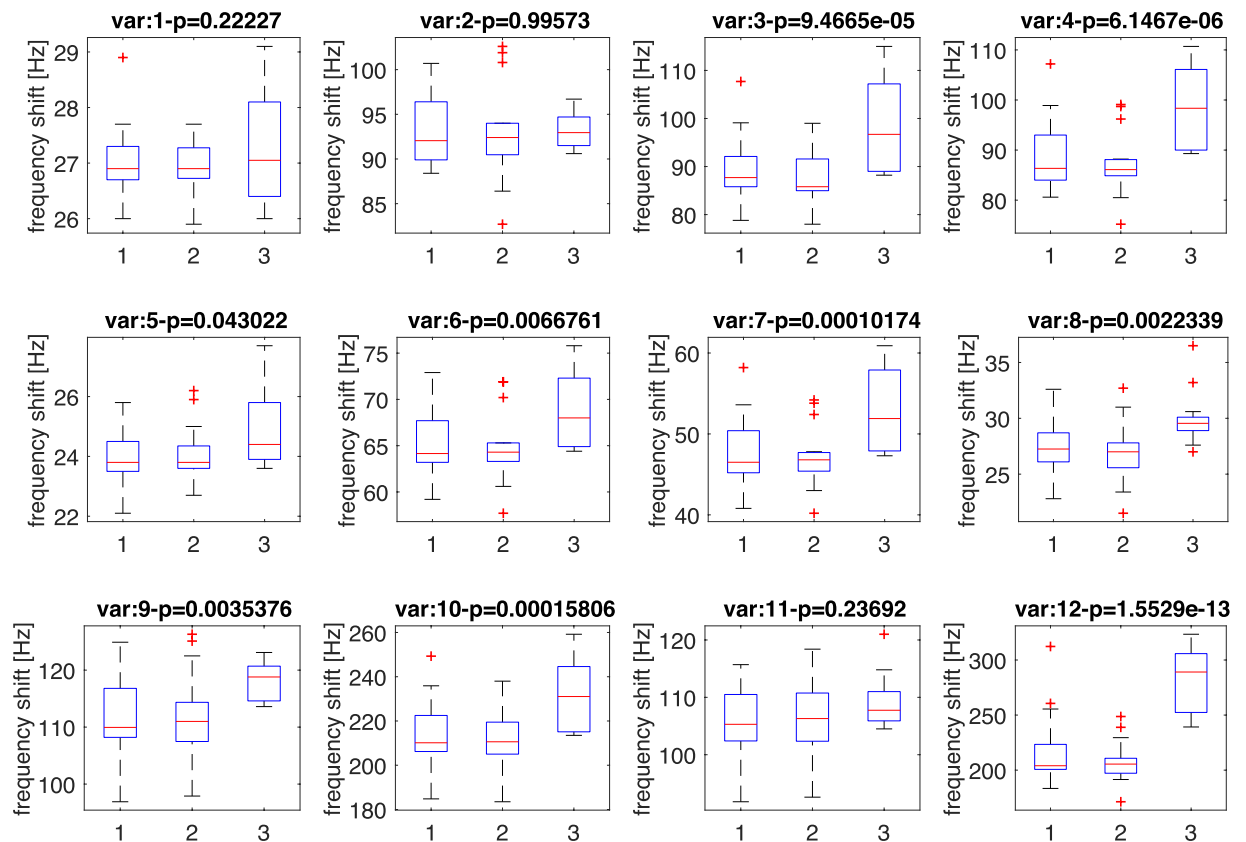 var:1-p=0.22227
frequency shift [Hz]
29
28
27
26
1 2 3
var:2-p=0.99573
frequency shift [Hz]
100
95
90
85
1 2 3
var:3-p=9.4665e-05
frequency shift [Hz]
110
100
90
80
1 2 3
var:4-p=6.1467e-06
frequency shift [Hz]
110
100
90
80
1 2 3
var:5-p=0.043022
frequency shift [Hz]
26
24
22
1 2 3
var:6-p=0.0066761
frequency shift [Hz]
75
70
65
60
1 2 3
var:7-p=0.00010174
frequency shift [Hz]
60
50
40
1 2 3
var:8-p=0.0022339
frequency shift [Hz]
35
30
25
1 2 3
var:9-p=0.0035376
frequency shift [Hz]
120
110
100
1 2 3
var:10-p=0.00015806
frequency shift [Hz]
260
240
220
200
180
1 2 3
var:11-p=0.23692
frequency shift [Hz]
120
110
100
1 2 3
var:12-p=1.5529e-13
frequency shift [Hz]
300
250
200
1 2 3